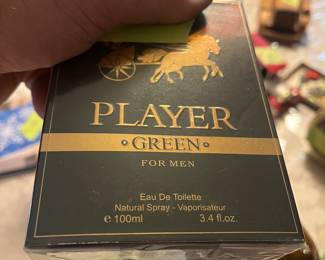 PLAYER
GREEN
FOR MEN
Eau De Toilette
Natural Spray - Vaporisateur
e 100ml 3.4 fl.oz.